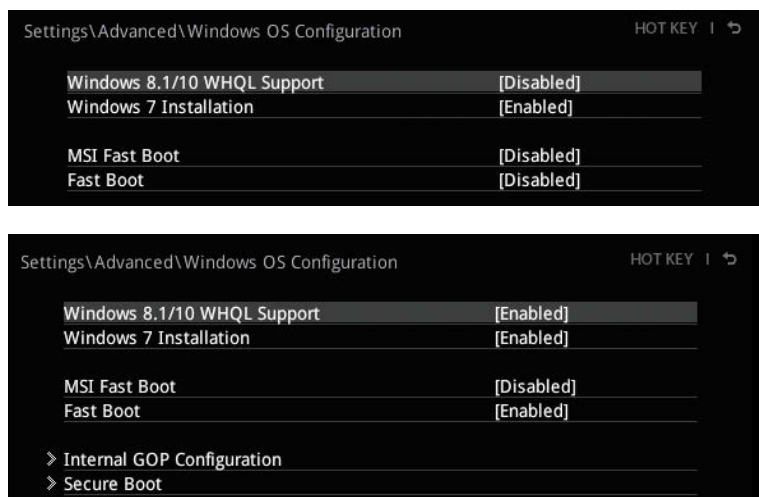 Settings\Advanced\Windows OS Configuration HOT KEY | ↩
Windows 8.1/10 WHQL Support [Disabled]
Windows 7 Installation [Enabled]
MSI Fast Boot [Disabled]
Fast Boot [Disabled]
Settings\Advanced\Windows OS Configuration HOT KEY | ↩
Windows 8.1/10 WHQL Support [Enabled]
Windows 7 Installation [Enabled]
MSI Fast Boot [Disabled]
Fast Boot [Enabled]
> Internal GOP Configuration
> Secure Boot